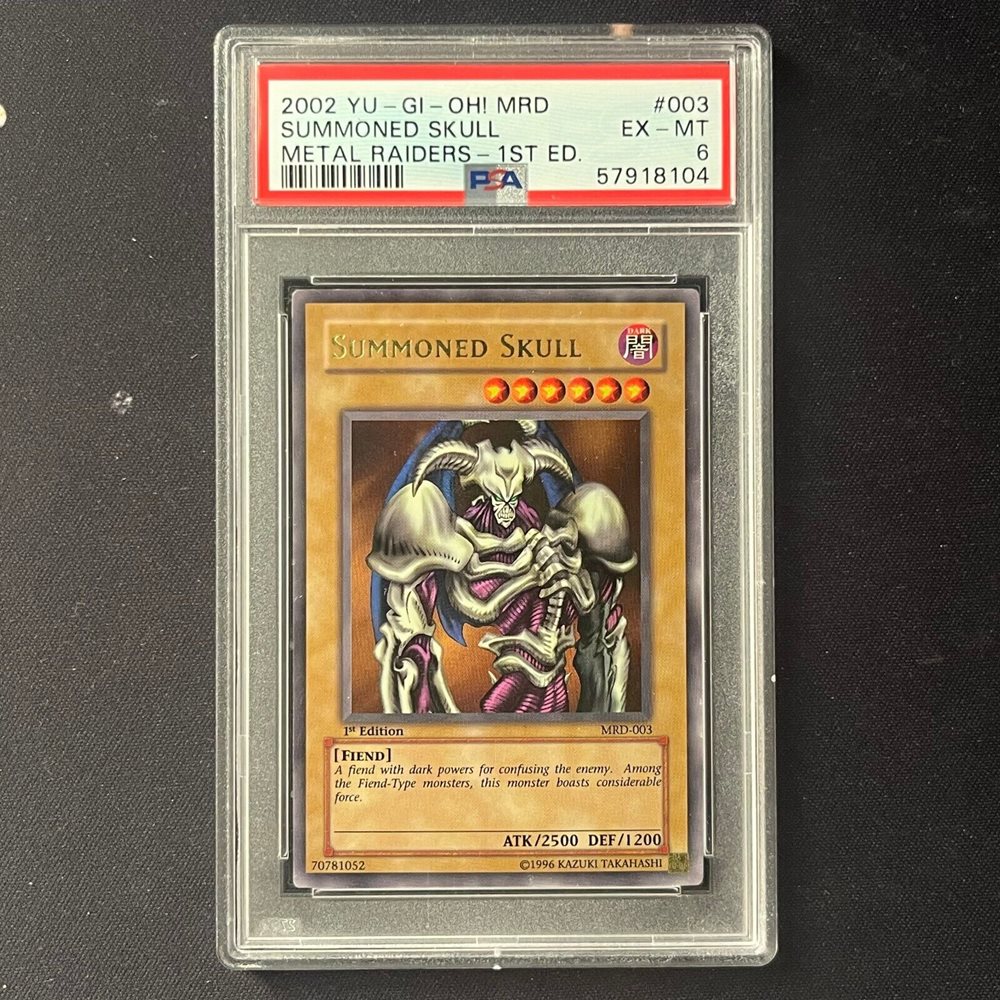 2002 YU-GI-OH! MRD #003
SUMMONED SKULL EX-MT
METAL RAIDERS-1ST ED. 6
PSA 57918104
SUMMONED SKULL
DARK
闇
1st Edition MRD-003
[FIEND]
A fiend with dark powers for confusing the enemy. Among
the Fiend-Type monsters, this monster boasts considerable
force.
ATK/2500 DEF/1200
70781052 ©1996 KAZUKI TAKAHASHI